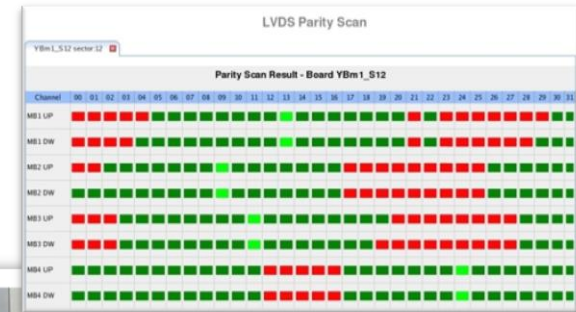 LVDS Parity Scan
YBm1_S12 sector:12
Parity Scan Result - Board YBm1_S12
Channel 00 01 02 03 04 05 06 07 08 09 10 11 12 13 14 15 16 17 18 19 20 21 22 23 24 25 26 27 28 29 30 31
MB1 UP
MB1 DW
MB2 UP
MB2 DW
MB3 UP
MB3 DW
MB4 UP
MB4 DW